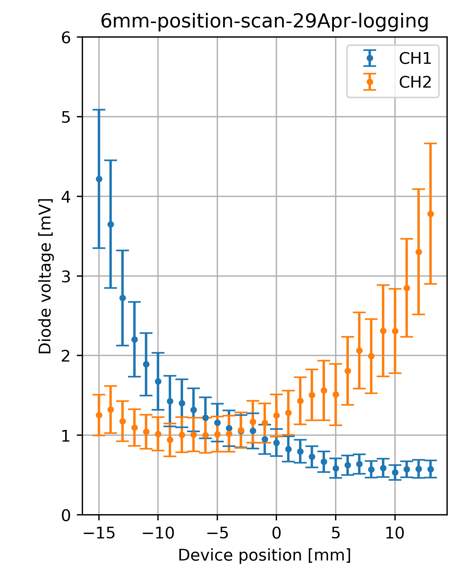 6mm-position-scan-29Apr-logging
CH1
CH2
6
5
4
3
2
1
0
Diode voltage [mV]
−15
−10
−5
0
5
10
Device position [mm]